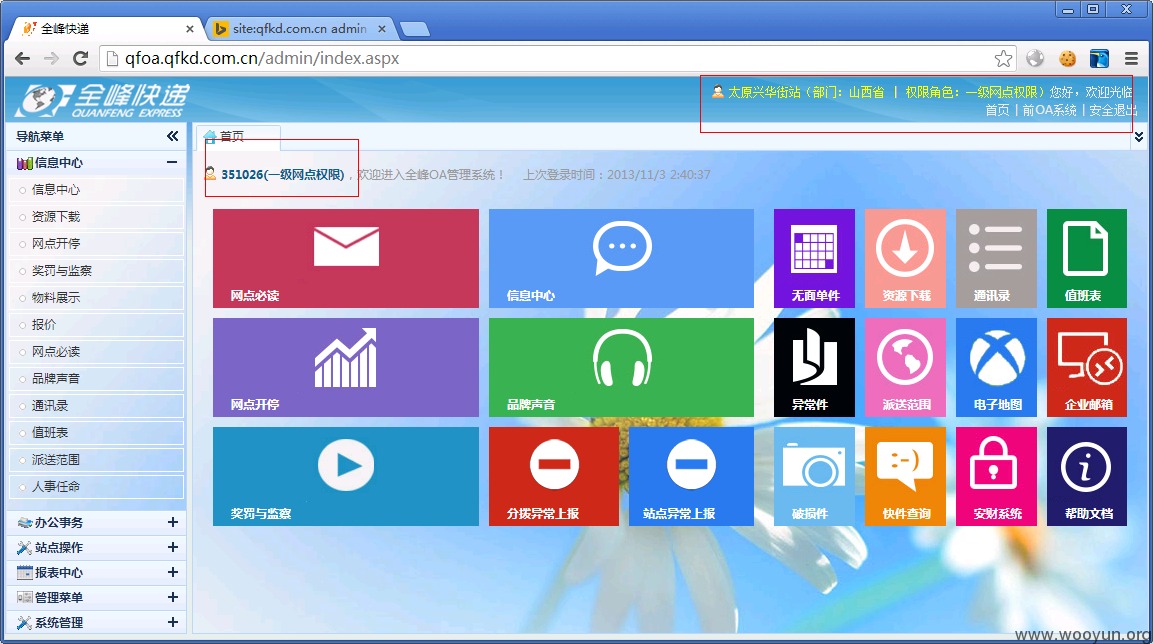 全峰快递
site:qfkd.com.cn admin
qfoa.qfkd.com.cn/admin/index.aspx
全峰快递
QUANFENG EXPRESS
太原兴华街站（部门：山西省 | 权限角色：一级网点权限）您好，欢迎光临
首页 | 前OA系统 | 安全退出
导航菜单
首页
信息中心
信息中心
资源下载
网点开停
奖罚与监察
物料展示
报价
网点必读
品牌声音
通讯录
值班表
派送范围
人事任命
办公事务
站点操作
报表中心
管理菜单
系统管理
351026(一级网点权限)，欢迎进入全峰OA管理系统！ 上次登录时间：2013/11/3 2:40:37
网点必读
信息中心
无面单件
资源下载
通讯录
值班表
网点开停
品牌声音
异常件
派送范围
电子地图
企业邮箱
奖罚与监察
分拨异常上报
站点异常上报
破损件
快件查询
安财系统
帮助文档
www.wooyun.org